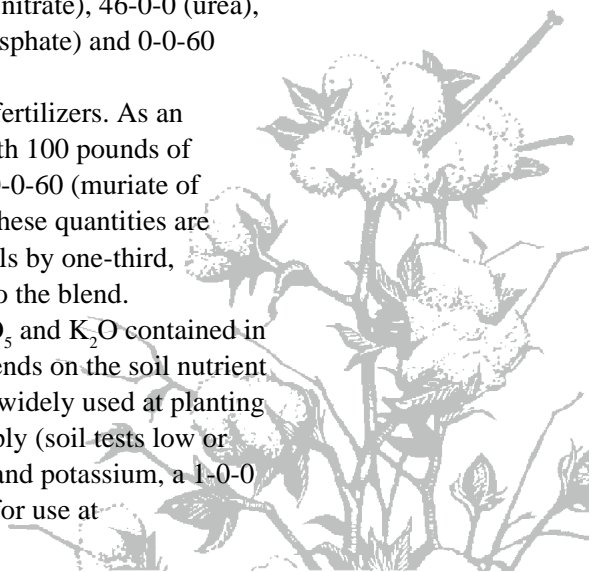 nitrate), 46-0-0 (urea),
sphate) and 0-0-60
fertilizers. As an
th 100 pounds of
0-0-60 (muriate of
hese quantities are
ls by one-third,
o the blend.
O₅ and K₂O contained in
ends on the soil nutrient
widely used at planting
ply (soil tests low or
and potassium, a 1-0-0
for use at